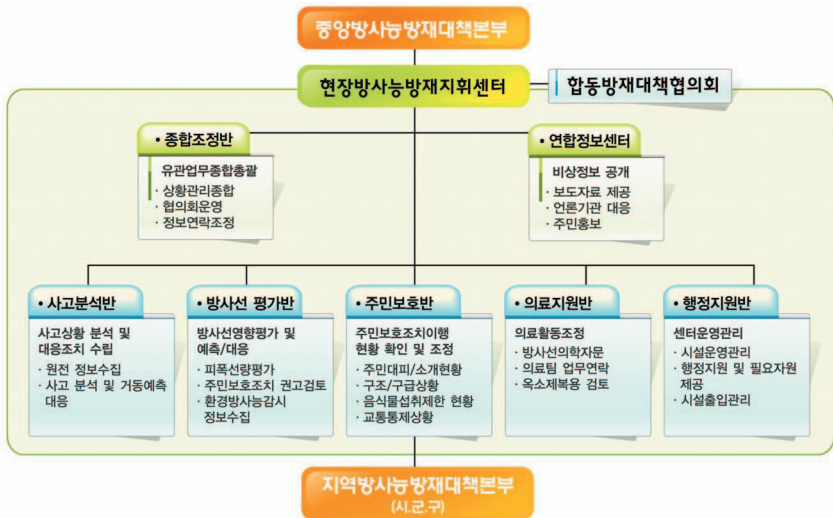 중앙방사능방재대책본부
현장방사능방재지휘센터
합동방재대책협의회
• 종합조정반
유관업무종합총괄
· 상황관리종합
· 협의회운영
· 정보연락조정
• 연합정보센터
비상정보 공개
· 보도자료 제공
· 언론기관 대응
· 주민홍보
• 사고분석반
사고상황 분석 및
대응조치 수립
· 원전 정보수집
· 사고 분석 및 거동예측
대응
• 방사선 평가반
방사선영향평가 및
예측/대응
· 피폭선량평가
· 주민보호조치 권고검토
· 환경방사능감시
정보수집
• 주민보호반
주민보호조치이행
현황 확인 및 조정
· 주민대피/소개현황
· 구조/구급상황
· 음식물섭취제한 현황
· 교통통제상황
• 의료지원반
의료활동조정
· 방사선의학자문
· 의료팀 업무연락
· 옥소제복용 검토
• 행정지원반
센터운영관리
· 시설운영관리
· 행정지원 및 필요자원
제공
· 시설출입관리
지역방사능방재대책본부
(시.군.구)